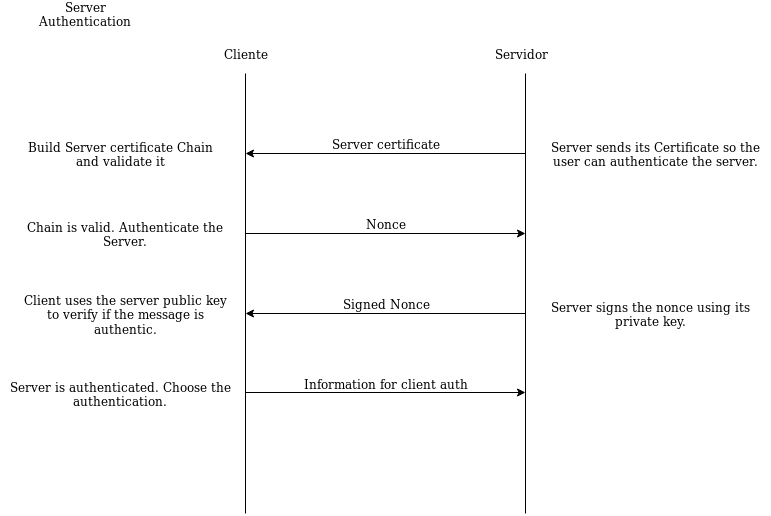 Server
Authentication
Cliente
Servidor
Build Server certificate Chain
and validate it
Server certificate
Server sends its Certificate so the
user can authenticate the server.
Chain is valid. Authenticate the
Server.
Nonce
Client uses the server public key
to verify if the message is
authentic.
Signed Nonce
Server signs the nonce using its
private key.
Server is authenticated. Choose the
authentication.
Information for client auth